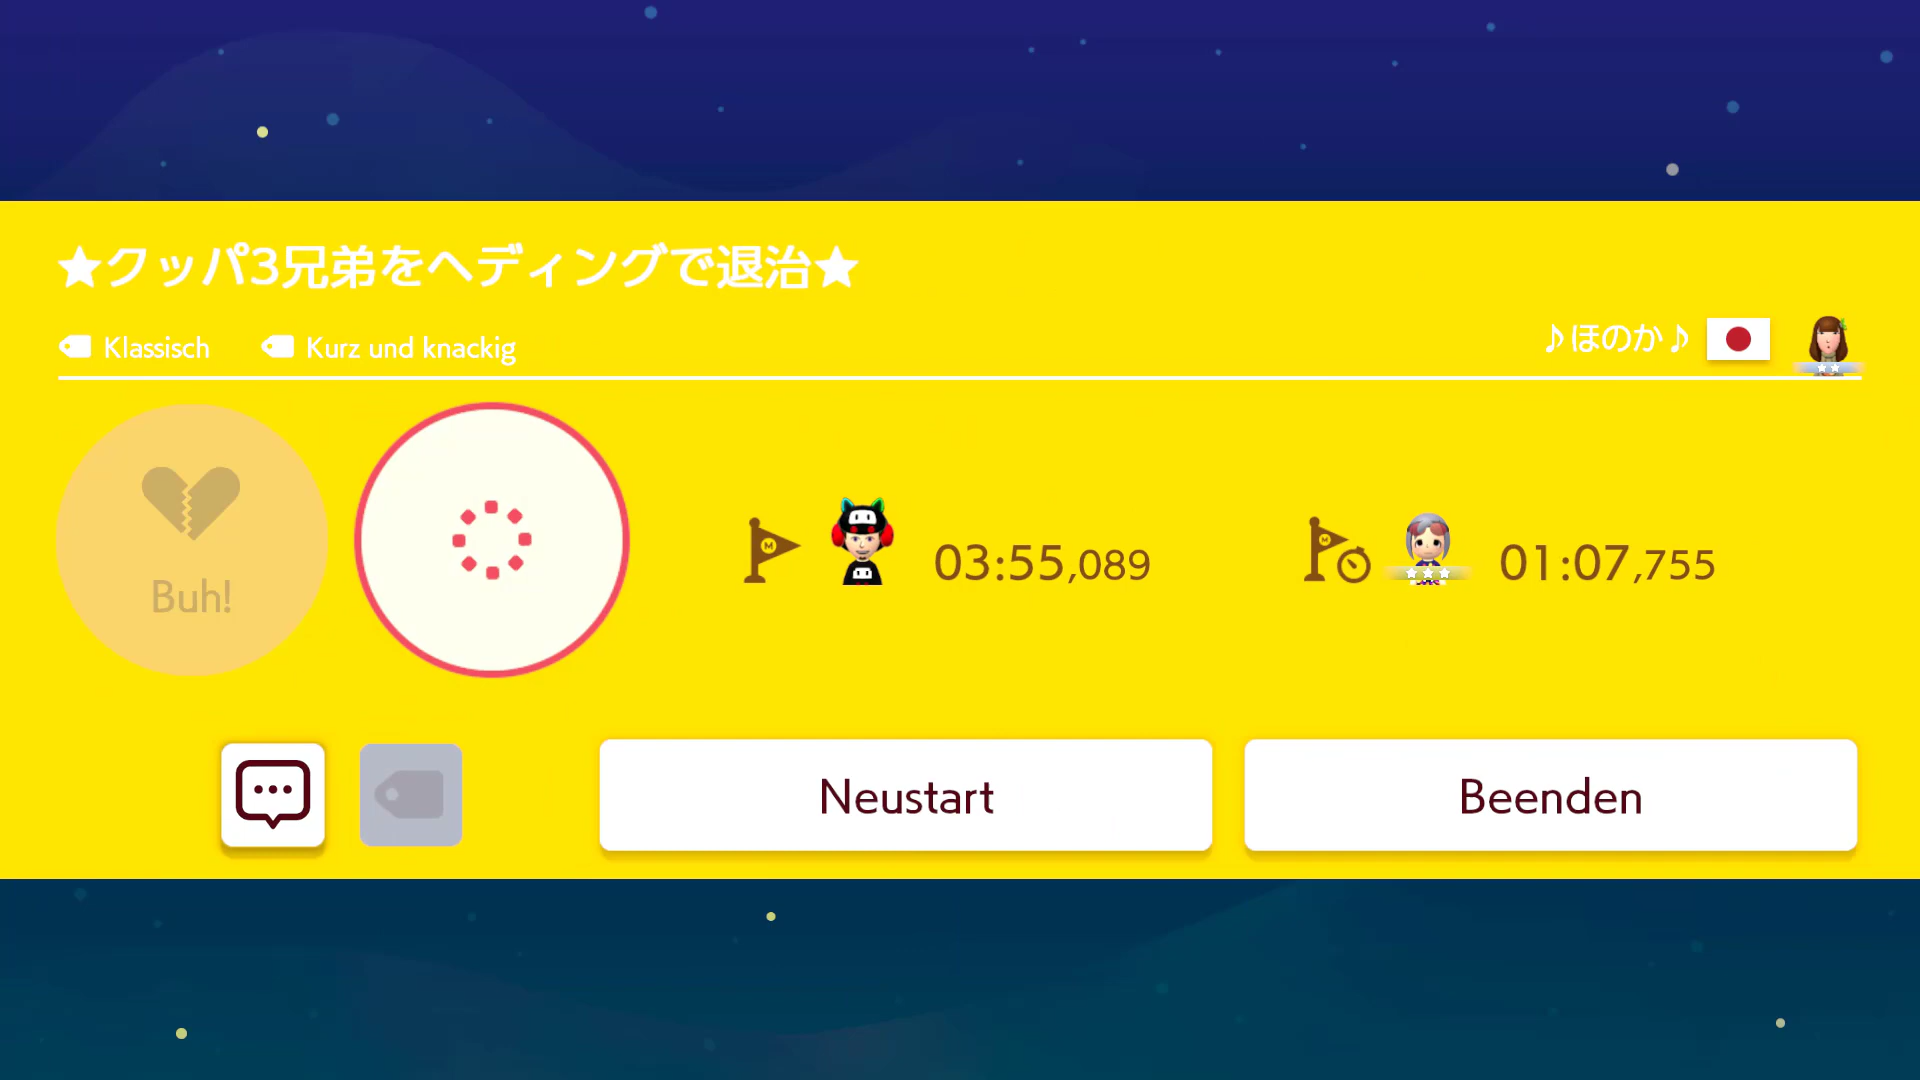 ★クッパ3兄弟をヘディングで退治★
Klassisch Kurz und knackig
♪ほのか♪
Buh!
03:55,089
01:07,755
Neustart
Beenden